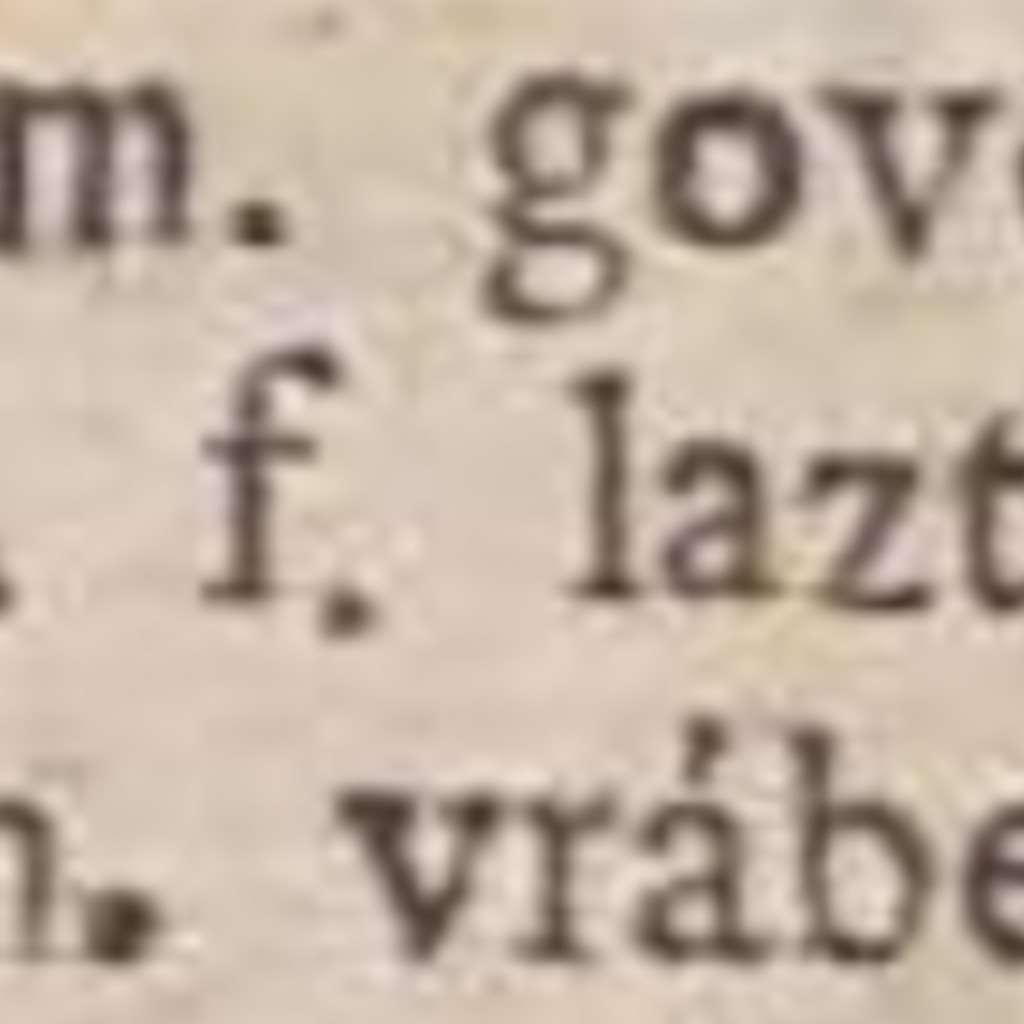 m. gov
. f. lazt
. vrábe